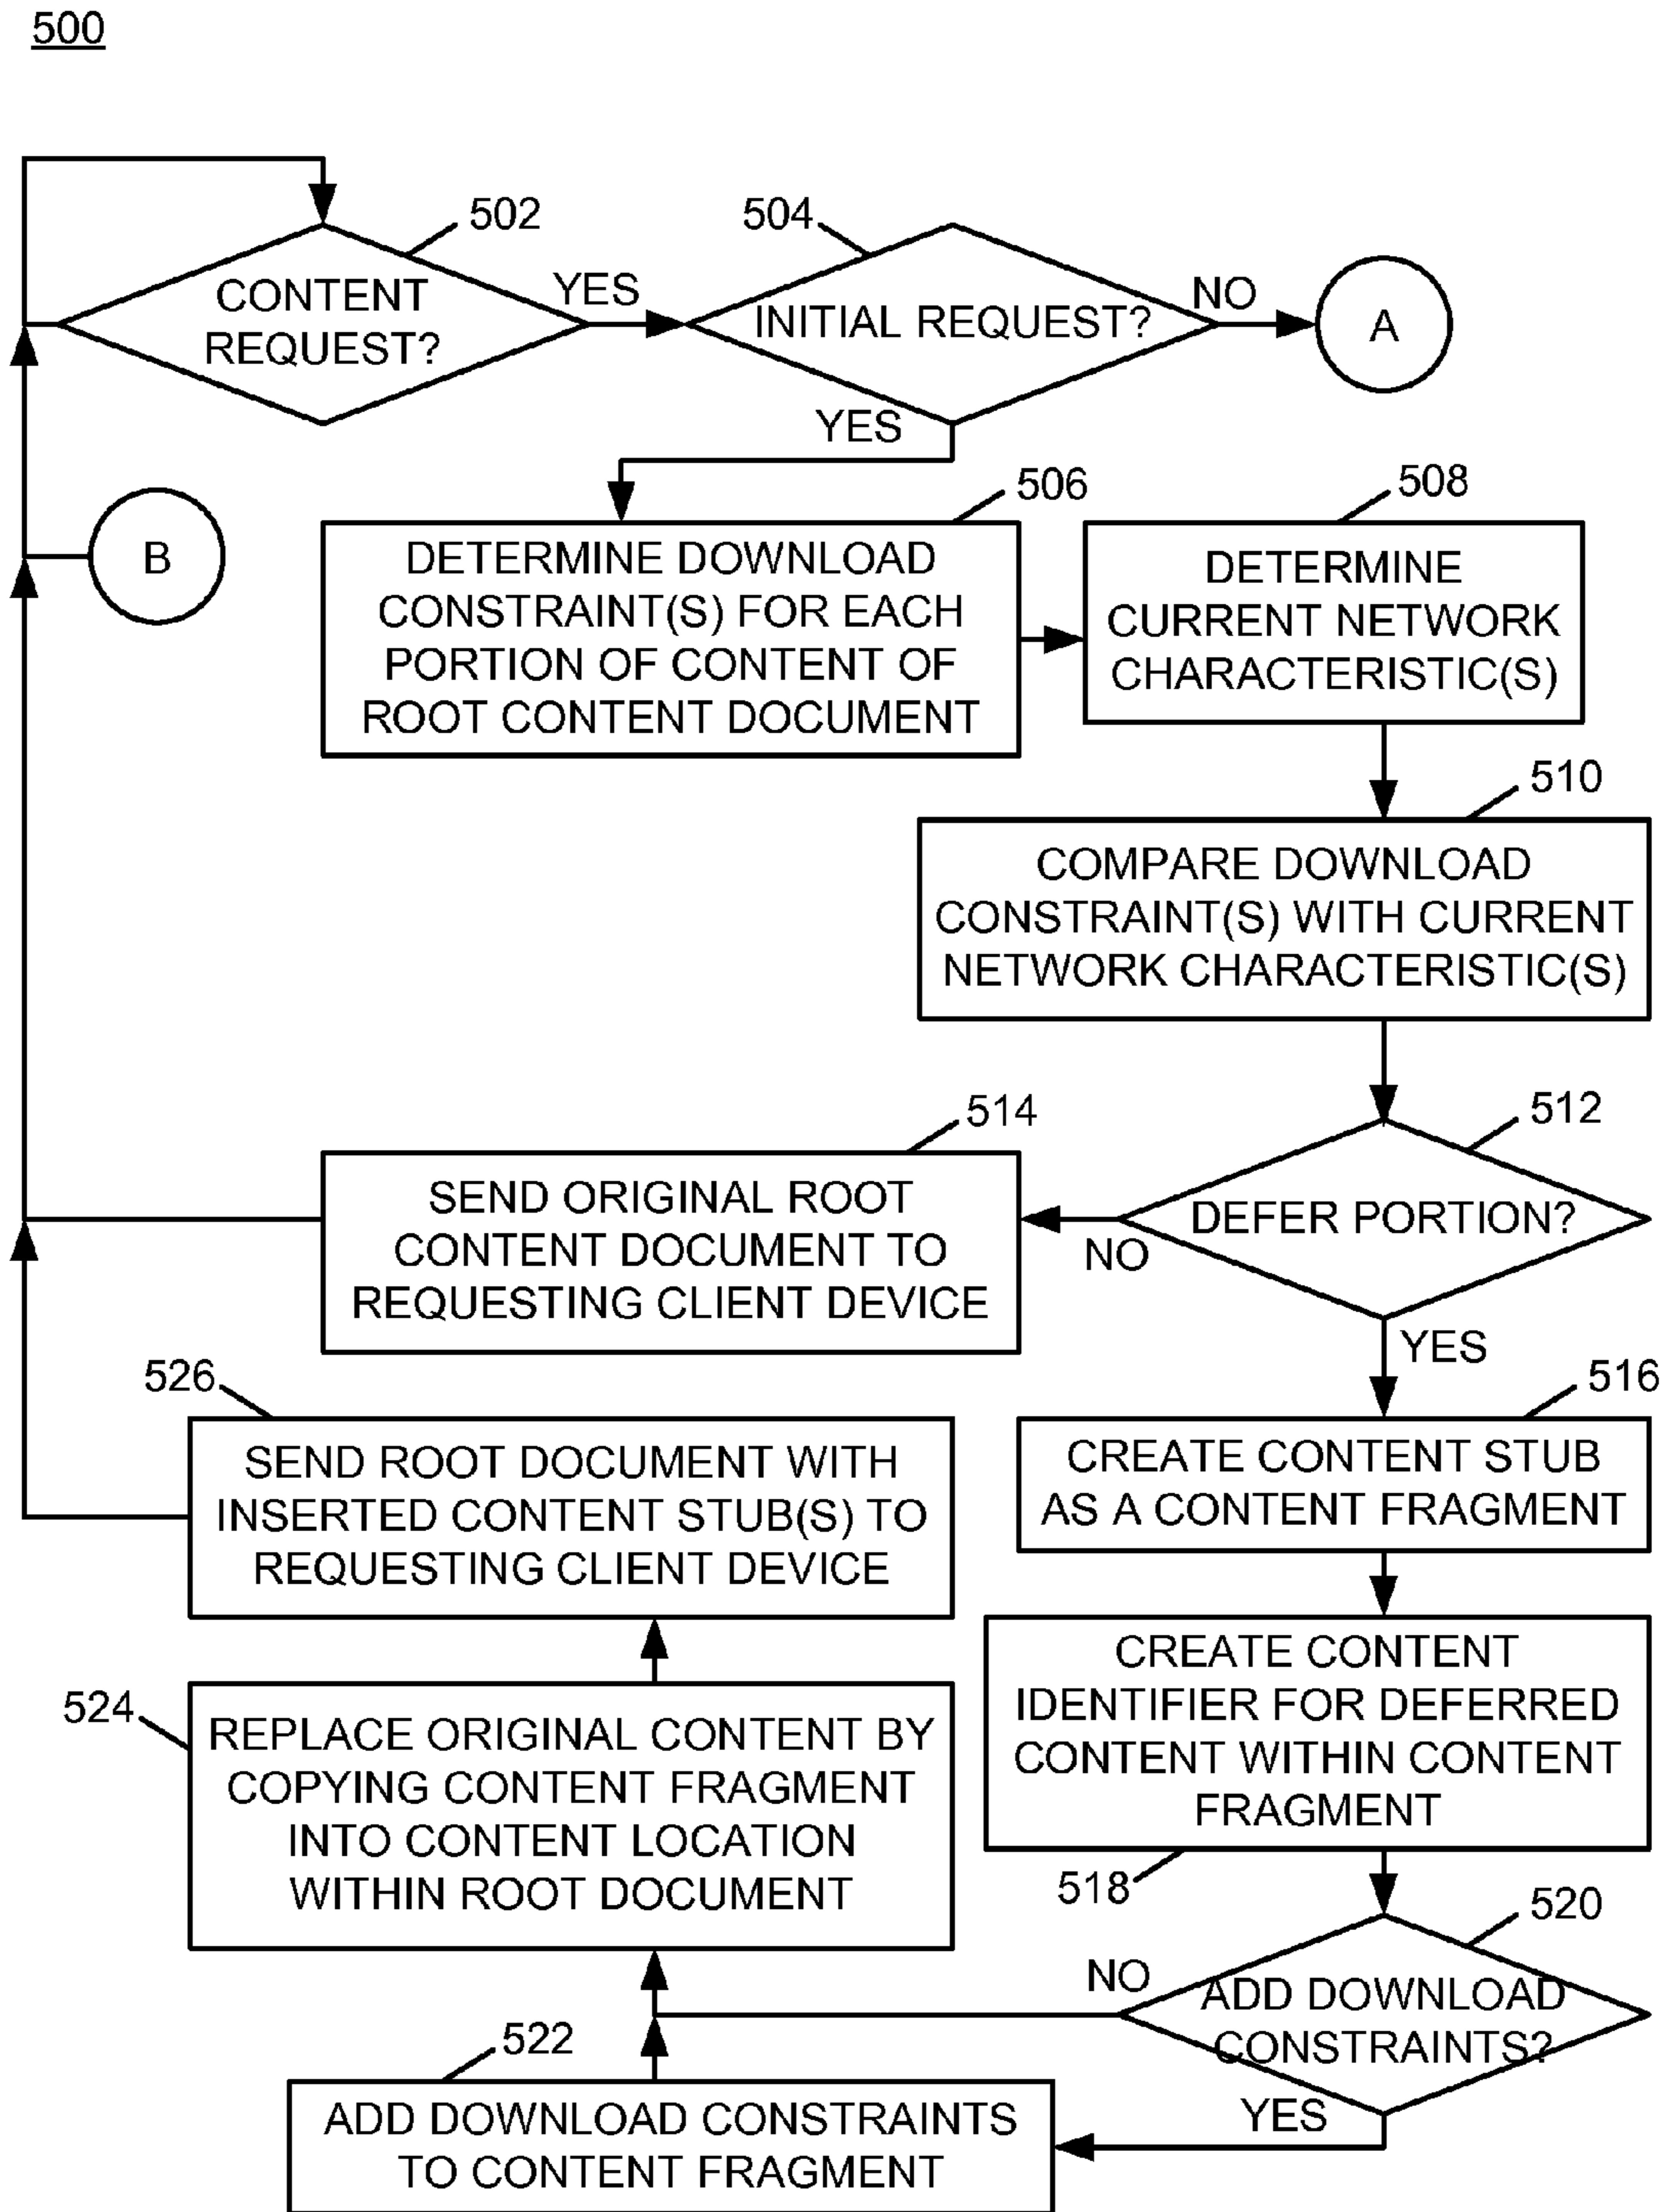 500
502
CONTENT
REQUEST?
YES
504
INITIAL REQUEST?
NO
A
YES
506
DETERMINE DOWNLOAD
CONSTRAINT(S) FOR EACH
PORTION OF CONTENT OF
ROOT CONTENT DOCUMENT
508
DETERMINE
CURRENT NETWORK
CHARACTERISTIC(S)
B
510
COMPARE DOWNLOAD
CONSTRAINT(S) WITH CURRENT
NETWORK CHARACTERISTIC(S)
512
DEFER PORTION?
NO
514
SEND ORIGINAL ROOT
CONTENT DOCUMENT TO
REQUESTING CLIENT DEVICE
YES
516
CREATE CONTENT STUB
AS A CONTENT FRAGMENT
CREATE CONTENT
IDENTIFIER FOR DEFERRED
CONTENT WITHIN CONTENT
FRAGMENT
518
520
ADD DOWNLOAD
CONSTRAINTS?
NO
YES
522
ADD DOWNLOAD CONSTRAINTS
TO CONTENT FRAGMENT
524
REPLACE ORIGINAL CONTENT BY
COPYING CONTENT FRAGMENT
INTO CONTENT LOCATION
WITHIN ROOT DOCUMENT
526
SEND ROOT DOCUMENT WITH
INSERTED CONTENT STUB(S) TO
REQUESTING CLIENT DEVICE